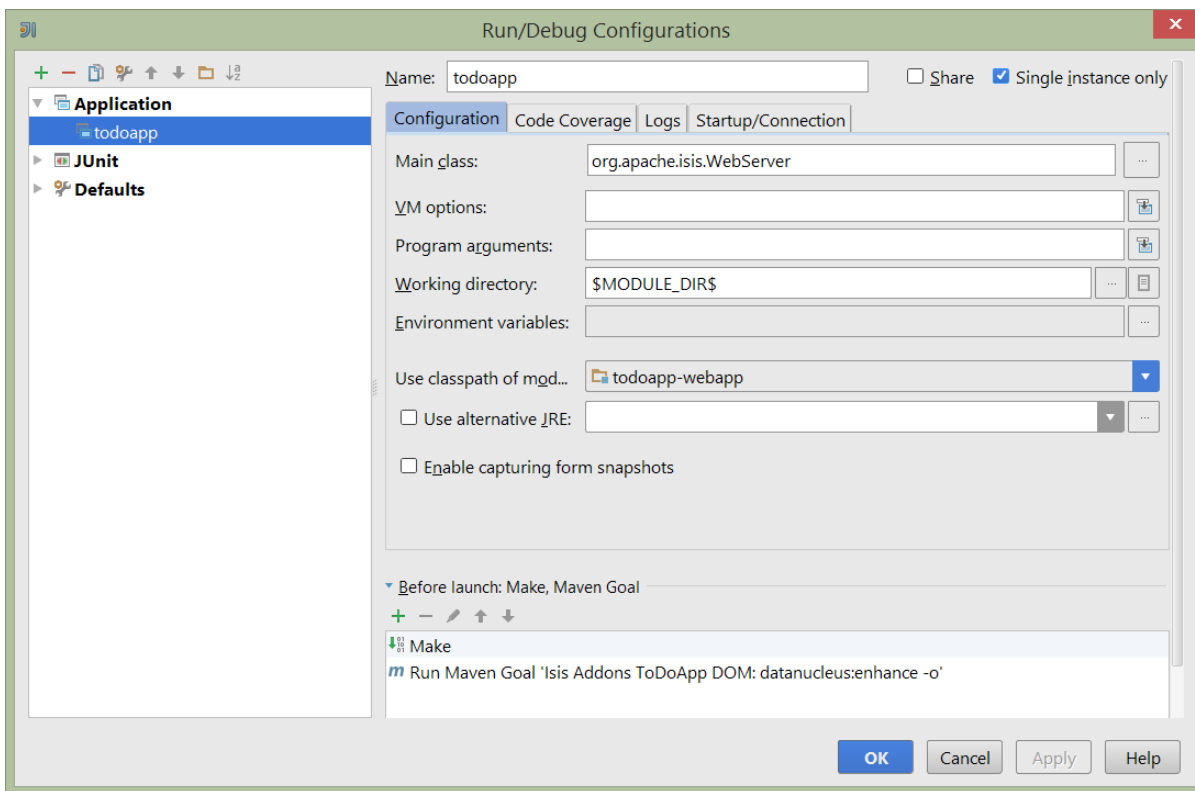 Run/Debug Configurations
Name: todoapp
Share
Single instance only
Application
todoapp
JUnit
Defaults
Configuration
Code Coverage
Logs
Startup/Connection
Main class: org.apache.isis.WebServer
VM options:
Program arguments:
Working directory: $MODULE_DIR$
Environment variables:
Use classpath of mod... todoapp-webapp
Use alternative JRE:
Enable capturing form snapshots
Before launch: Make, Maven Goal
Make
Run Maven Goal 'Isis Addons ToDoApp DOM: datanucleus:enhance -o'
OK
Cancel
Apply
Help